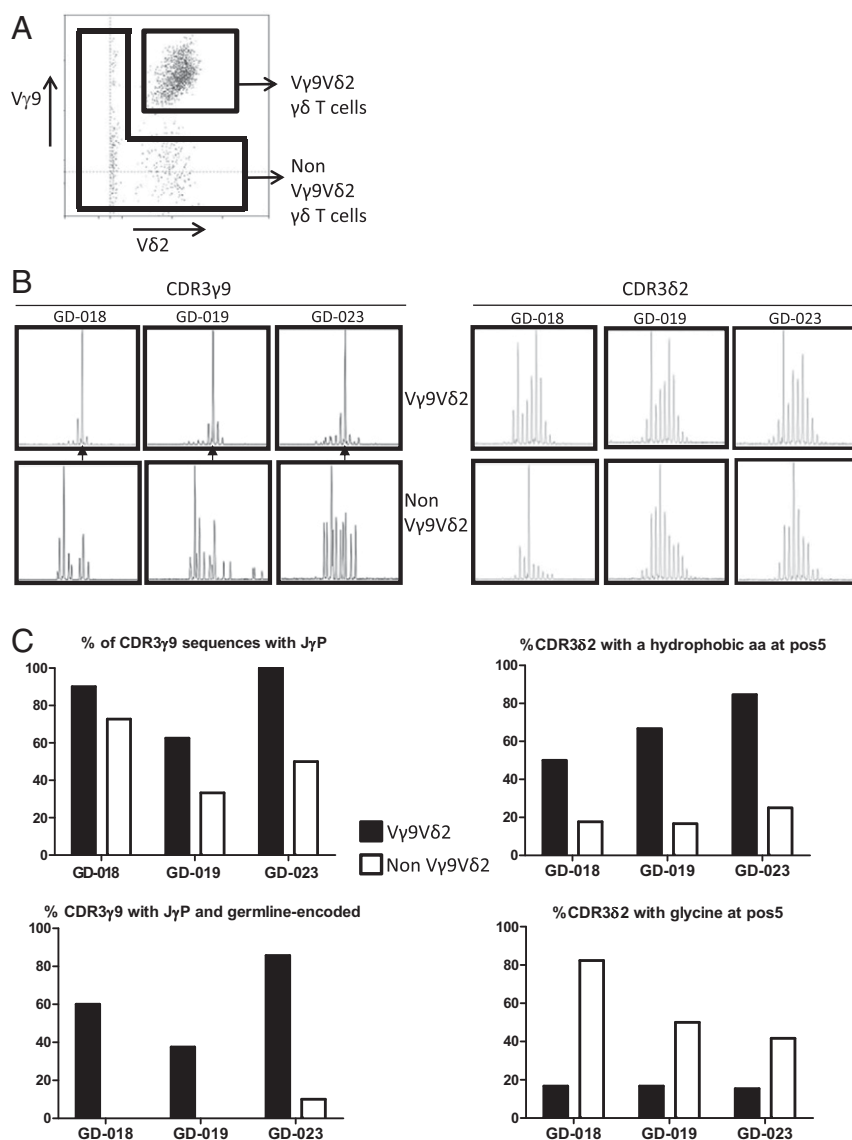 A
Vγ9
Vδ2
Vγ9Vδ2
γδ T cells
Non
Vγ9Vδ2
γδ T cells
B
CDR3γ9
GD-018 GD-019 GD-023
CDR3δ2
GD-018 GD-019 GD-023
Vγ9Vδ2
Non
Vγ9Vδ2
C
% of CDR3γ9 sequences with JγP
100
80
60
40
20
0
GD-018 GD-019 GD-023
%CDR3δ2 with a hydrophobic aa at pos5
100
80
60
40
20
0
GD-018 GD-019 GD-023
Vγ9Vδ2
Non Vγ9Vδ2
% CDR3γ9 with JγP and germline-encoded
100
80
60
40
20
0
GD-018 GD-019 GD-023
%CDR3δ2 with glycine at pos5
100
80
60
40
20
0
GD-018 GD-019 GD-023